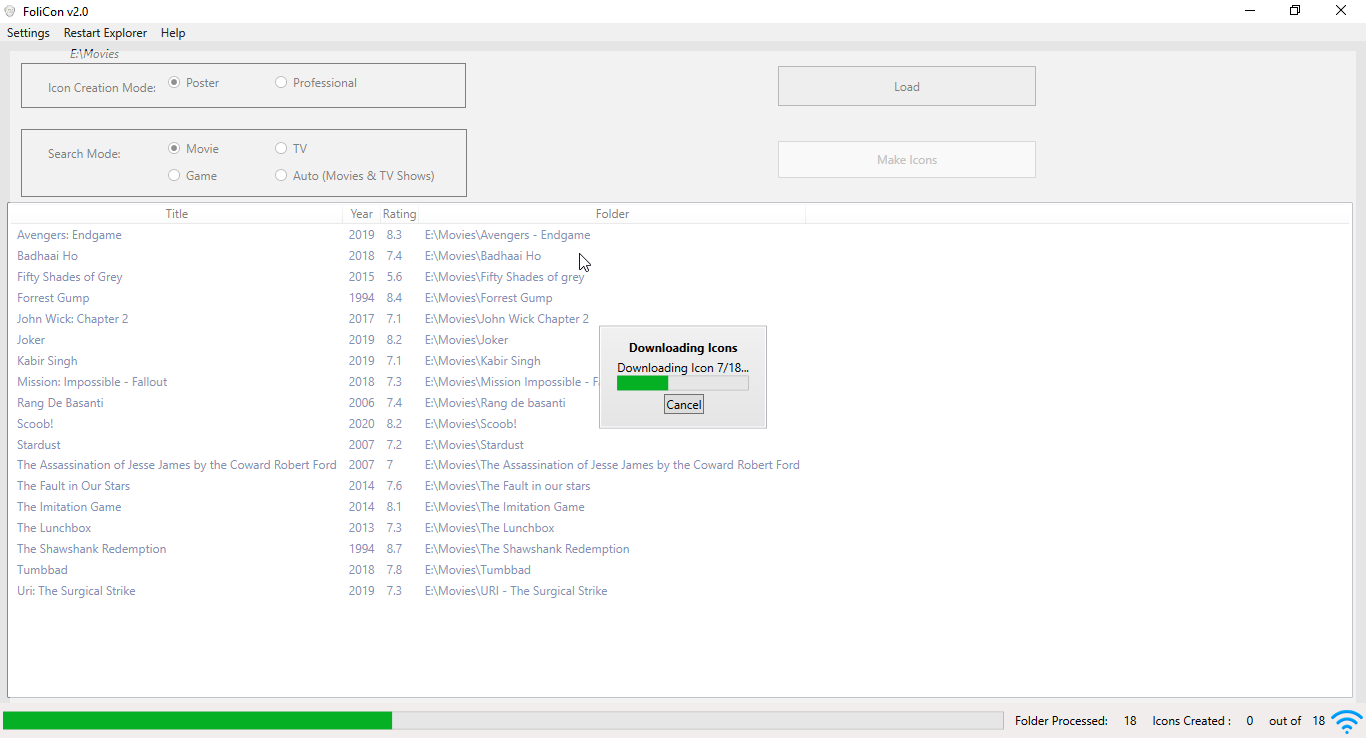 FoliCon v2.0
Settings Restart Explorer Help
E:\Movies
Icon Creation Mode: Poster Professional
Load
Search Mode: Movie TV
Game Auto (Movies & TV Shows)
Make Icons
Title Year Rating Folder
Avengers: Endgame 2019 8.3 E:\Movies\Avengers - Endgame
Badhaai Ho 2018 7.4 E:\Movies\Badhaai Ho
Fifty Shades of Grey 2015 5.6 E:\Movies\Fifty Shades of grey
Forrest Gump 1994 8.4 E:\Movies\Forrest Gump
John Wick: Chapter 2 2017 7.1 E:\Movies\John Wick Chapter 2
Joker 2019 8.2 E:\Movies\Joker
Kabir Singh 2019 7.1 E:\Movies\Kabir Singh
Mission: Impossible - Fallout 2018 7.3 E:\Movies\Mission Impossible - F
Rang De Basanti 2006 7.4 E:\Movies\Rang de basanti
Scoob! 2020 8.2 E:\Movies\Scoob!
Stardust 2007 7.2 E:\Movies\Stardust
The Assassination of Jesse James by the Coward Robert Ford 2007 7 E:\Movies\The Assassination of Jesse James by the Coward Robert Ford
The Fault in Our Stars 2014 7.6 E:\Movies\The Fault in our stars
The Imitation Game 2014 8.1 E:\Movies\The Imitation Game
The Lunchbox 2013 7.3 E:\Movies\The Lunchbox
The Shawshank Redemption 1994 8.7 E:\Movies\The Shawshank Redemption
Tumbbad 2018 7.8 E:\Movies\Tumbbad
Uri: The Surgical Strike 2019 7.3 E:\Movies\URI - The Surgical Strike
Downloading Icons
Downloading Icon 7/18...
Cancel
Folder Processed: 18 Icons Created : 0 out of 18